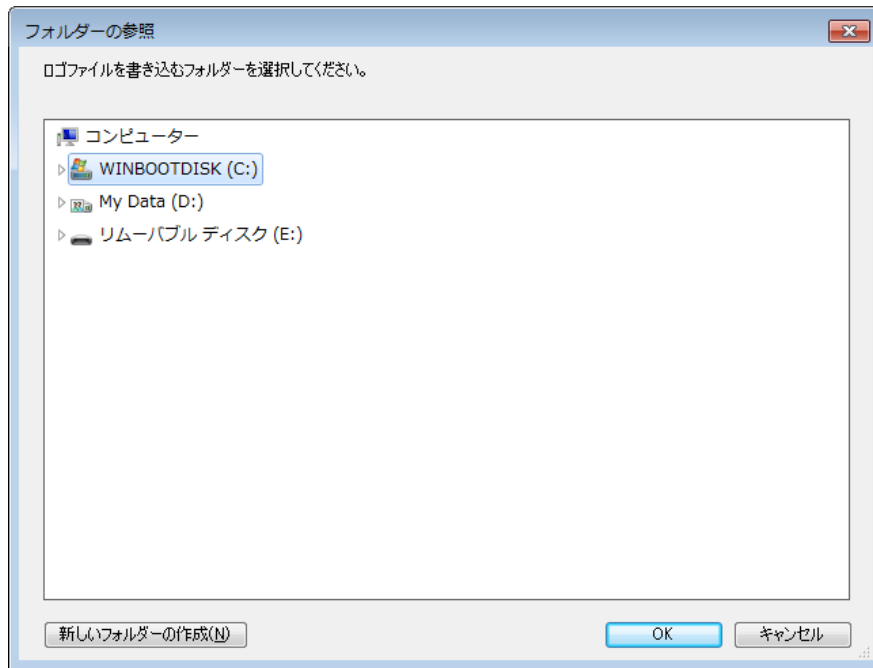 フォルダーの参照
ロゴファイルを書き込むフォルダーを選択してください。
コンピューター
WINBOOTDISK (C:)
My Data (D:)
リムーバブル ディスク (E:)
新しいフォルダーの作成(N)
OK
キャンセル